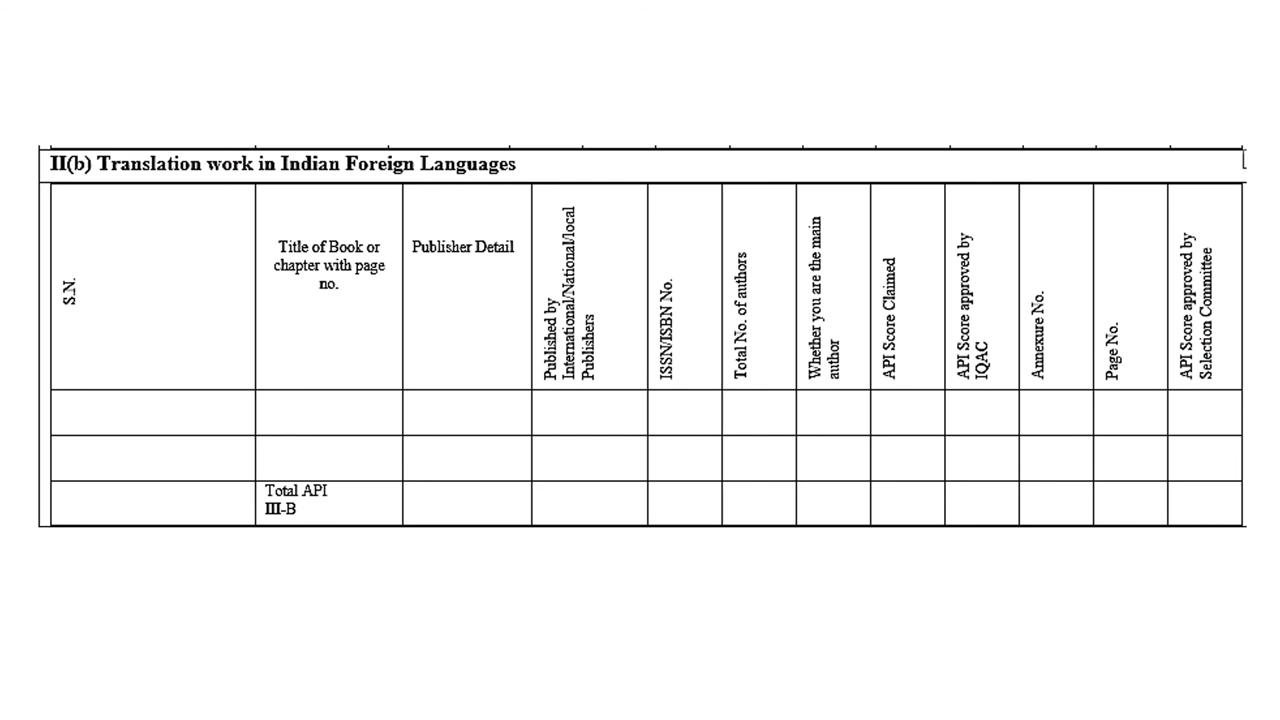 II(b) Translation work in Indian Foreign Languages
S.N.
Title of Book or
chapter with page
no.
Publisher Detail
Published by
International/National/local
Publishers
ISSN/ISBN No.
Total No. of authors
Whether you are the main
author
API Score Claimed
API Score approved by
IQAC
Annexure No.
Page No.
API Score approved by
Selection Committee
Total API
III-B